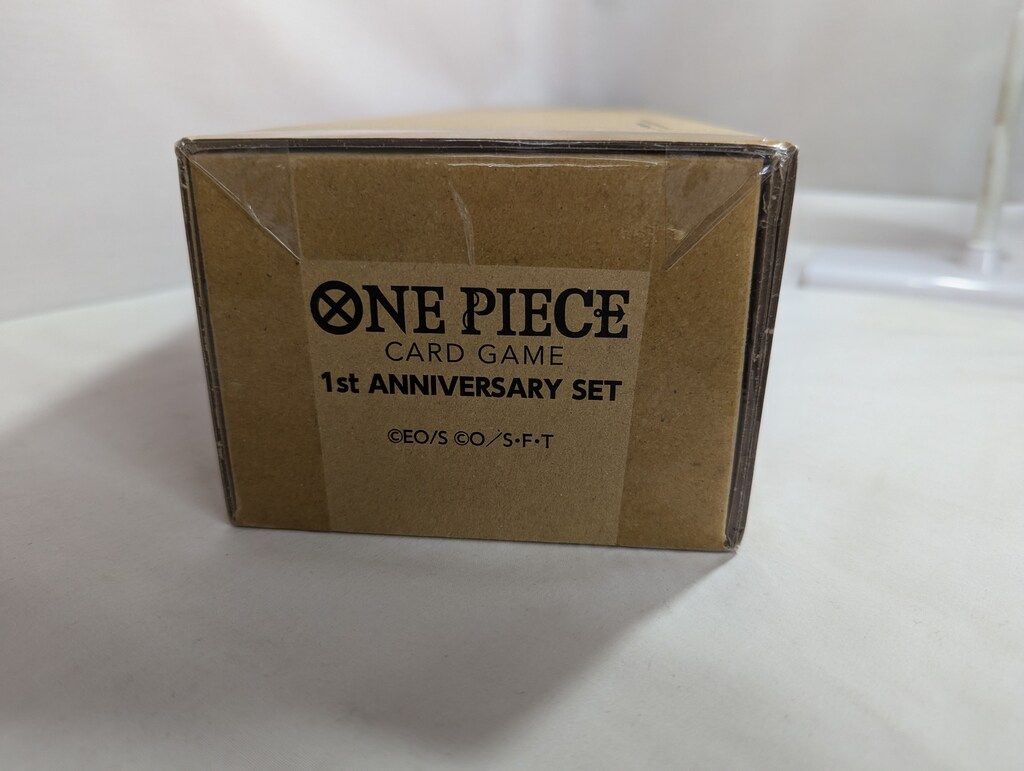 ONE PIECE
CARD GAME
1st ANNIVERSARY SET
©EO/S ©O/S・F・T